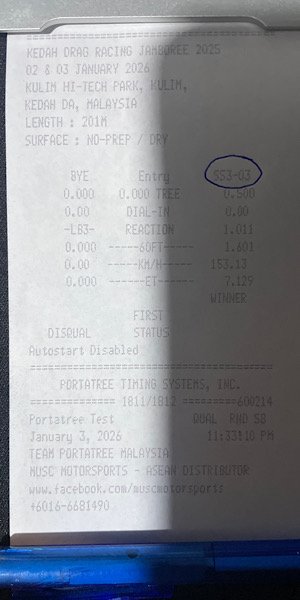 =================================
KEDAH DRAG RACING JAMBOREE 2025
02 & 03 JANUARY 2026
KULIM HI-TECH PARK, KULIM,
KEDAH DA, MALAYSIA
LENGTH : 201M
SURFACE : NO-PREP / DRY
BYE Entry SS3-03
0.000 0.000 TREE 0.500
0.00 DIAL-IN 0.00
-LB3- REACTION 1.011
0.000 -----60FT----- 1.601
0.00 ------KM/H----- 153.13
0.000 ------ET------ 7.129
WINNER
FIRST
DISQUAL STATUS
Autostart Disabled
=================================
PORTATREE TIMING SYSTEMS, INC.
============= 1811/1812 =========600214
Portatree Test QUAL RND 58
January 3, 2026 11:33:10 PM
TEAM PORTATREE MALAYSIA
MUSC MOTORSPORTS - ASEAN DISTRIBUTOR
www.facebook.com/muscmotorsports
+6016-6681490